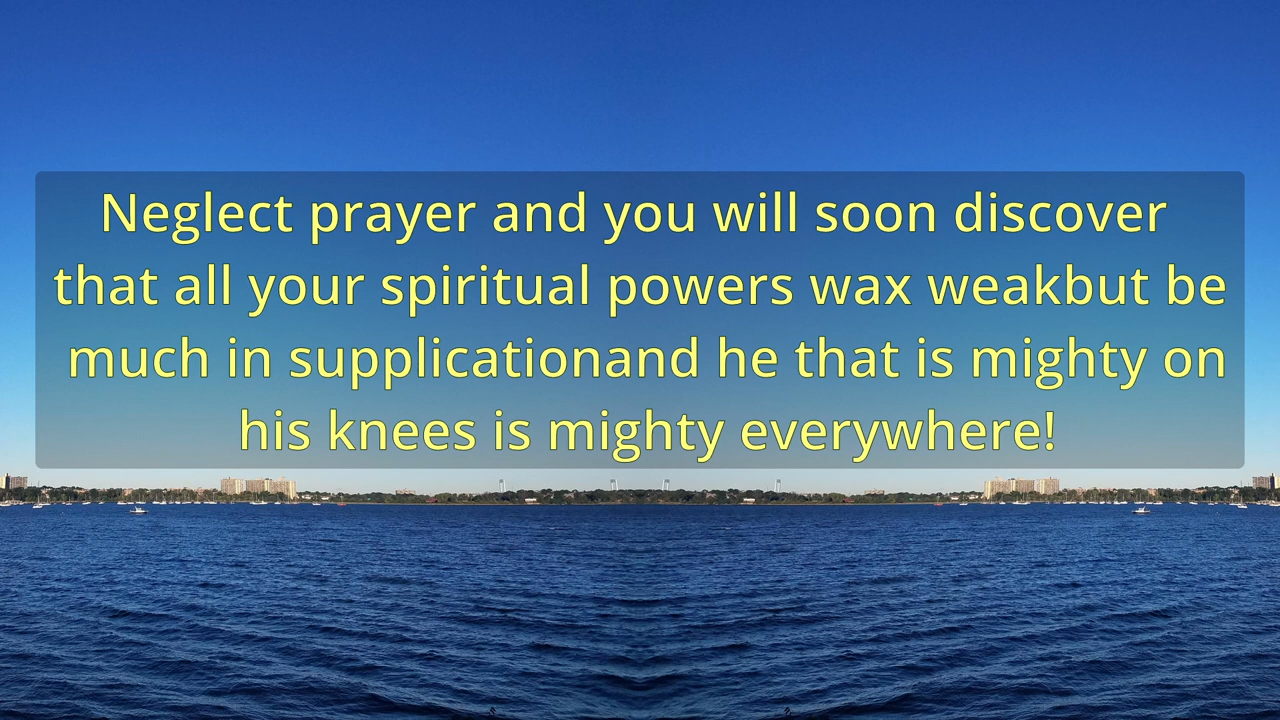 Neglect prayer and you will soon discover
that all your spiritual powers wax weakbut be
much in supplicationand he that is mighty on
his knees is mighty everywhere!